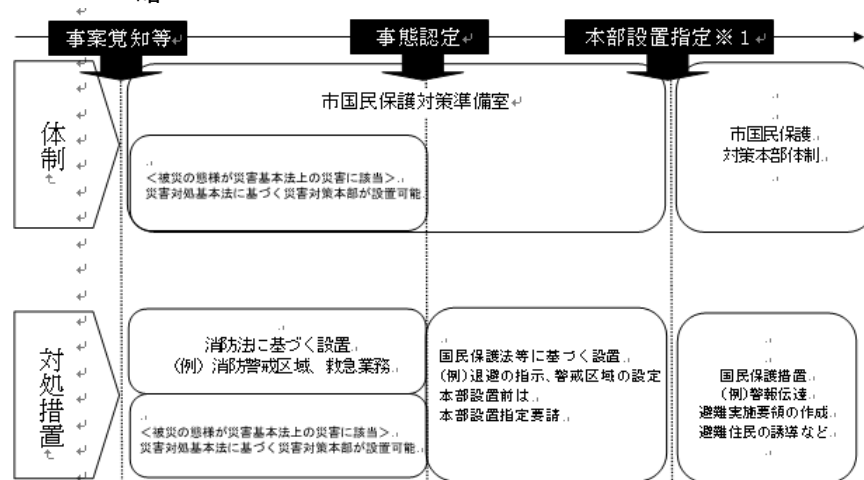 事案覚知等
事態認定
本部設置指定※１
体制
市国民保護対策準備室
<被災の態様が災害基本法上の災害に該当>
災害対処基本法に基づく災害対策本部が設置可能
市国民保護
対策本部体制
対処措置
消防法に基づく設置
(例)消防警戒区域、救急業務
<被災の態様が災害基本法上の災害に該当>
災害対処基本法に基づく災害対策本部が設置可能
国民保護法等に基づく設置
(例)退避の指示、警戒区域の設定
本部設置前は
本部設置指定要請
国民保護措置
(例)警報伝達
避難実施要領の作成
避難住民の誘導など